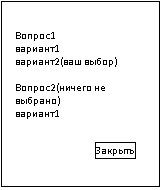 Вопрос1
вариант1
вариант2(ваш выбор)
Вопрос2(ничего не
выбрано)
вариант1
Закрыть